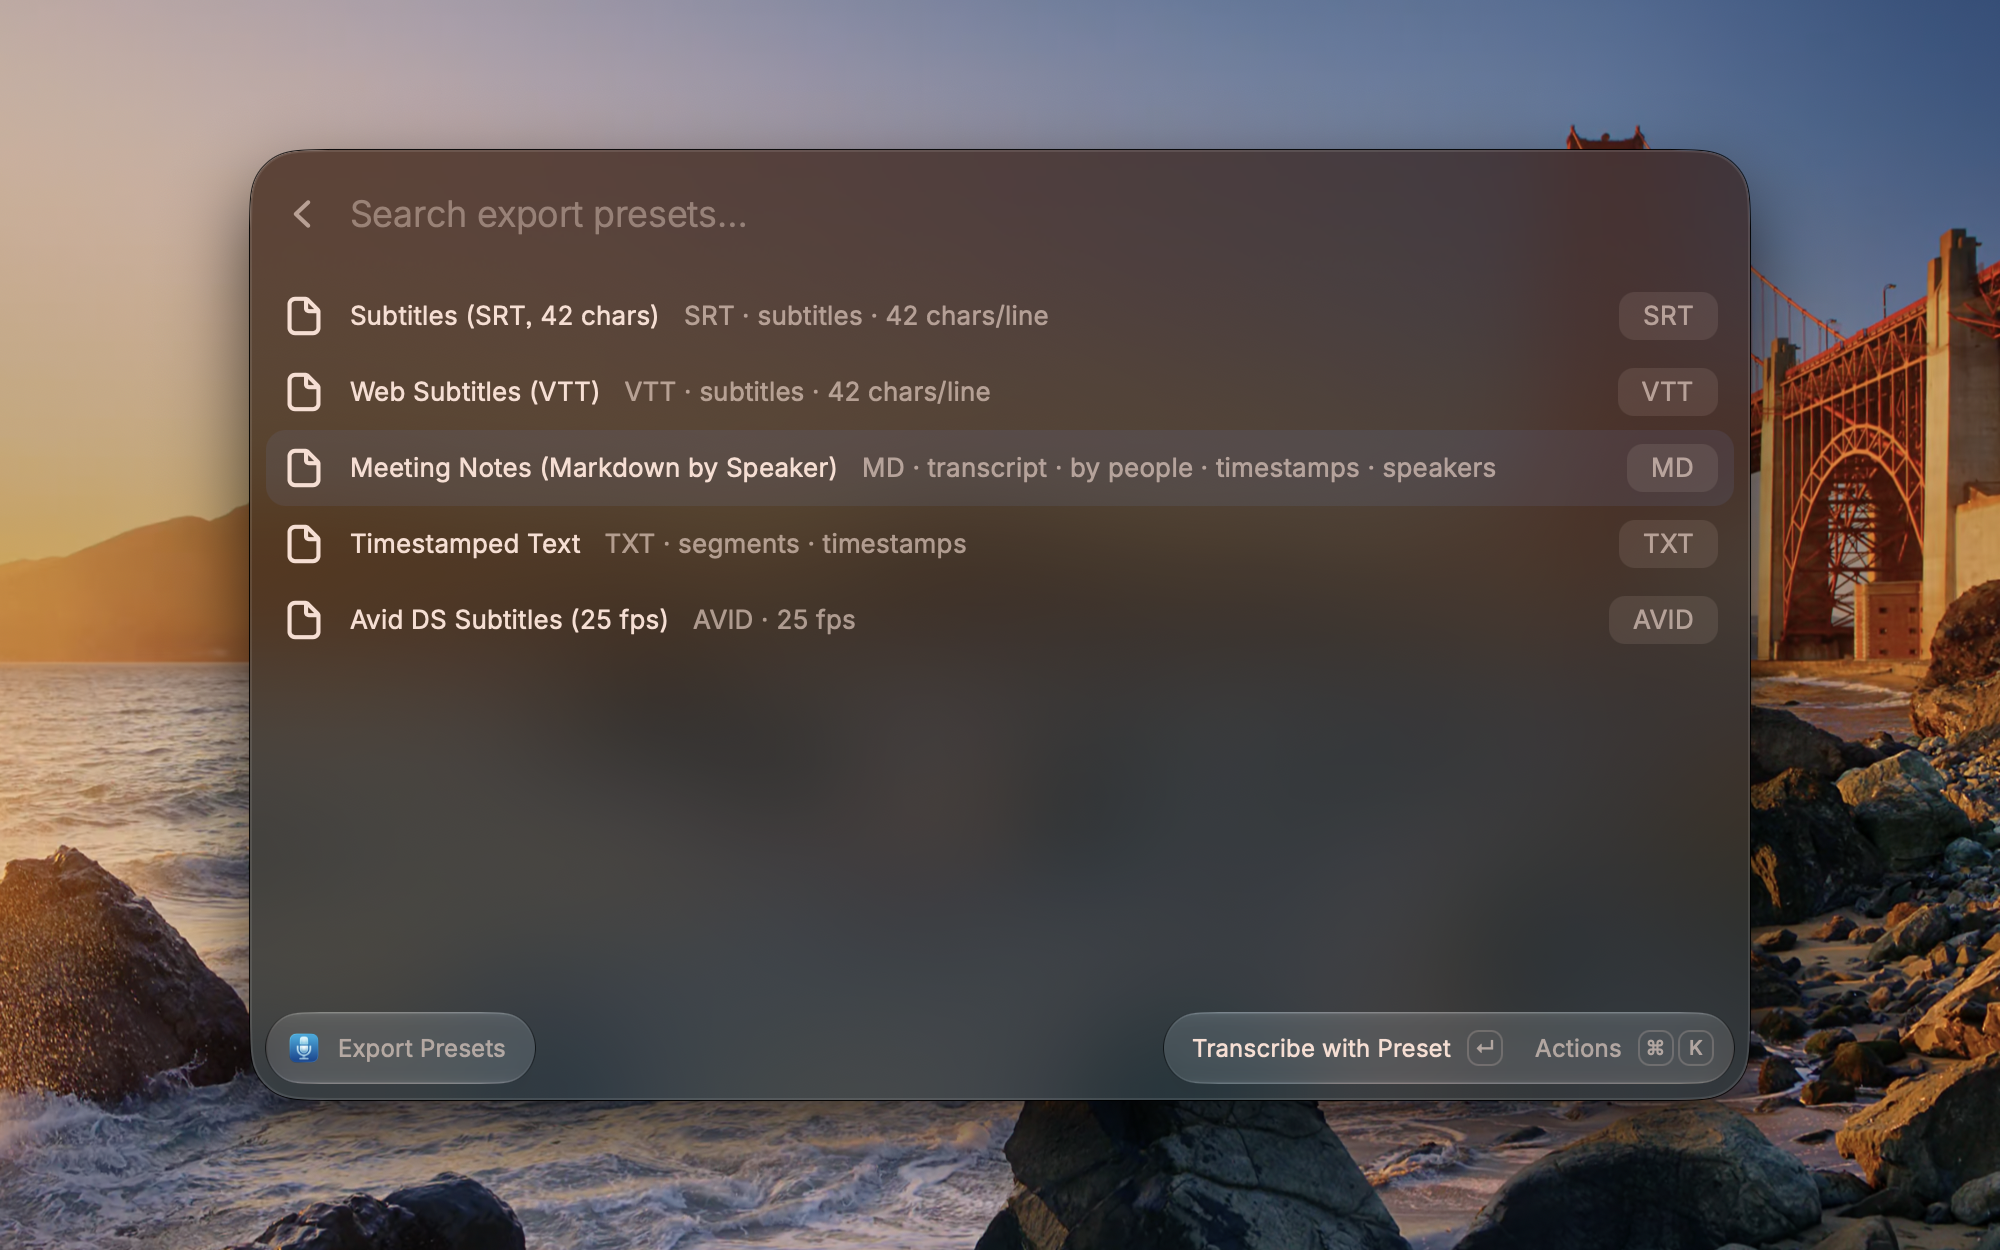 Search export presets...
Subtitles (SRT, 42 chars) SRT · subtitles · 42 chars/line SRT
Web Subtitles (VTT) VTT · subtitles · 42 chars/line VTT
Meeting Notes (Markdown by Speaker) MD · transcript · by people · timestamps · speakers MD
Timestamped Text TXT · segments · timestamps TXT
Avid DS Subtitles (25 fps) AVID · 25 fps AVID
Export Presets Transcribe with Preset ↵ Actions ⌘ K